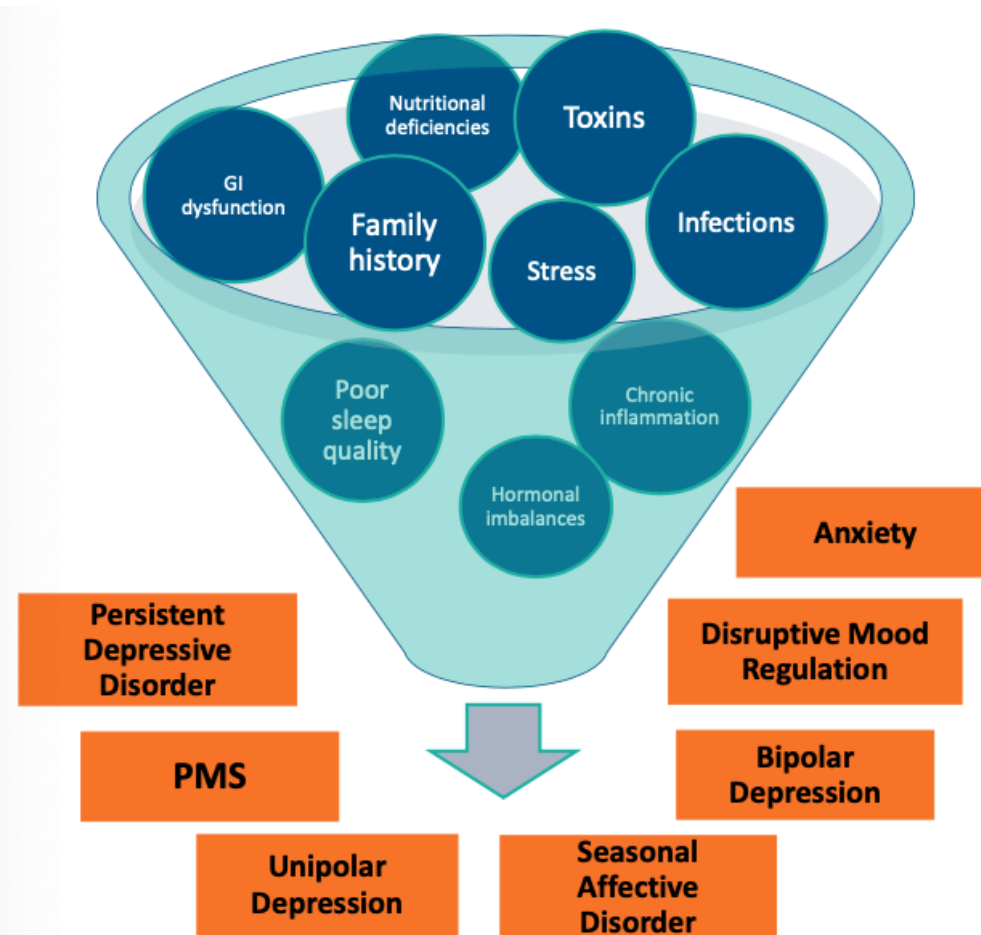 Nutritional
deficiencies
Toxins
GI
dysfunction
Family
history
Stress
Infections
Poor
sleep
quality
Chronic
inflammation
Hormonal
imbalances
Anxiety
Persistent
Depressive
Disorder
Disruptive Mood
Regulation
PMS
Bipolar
Depression
Unipolar
Depression
Seasonal
Affective
Disorder